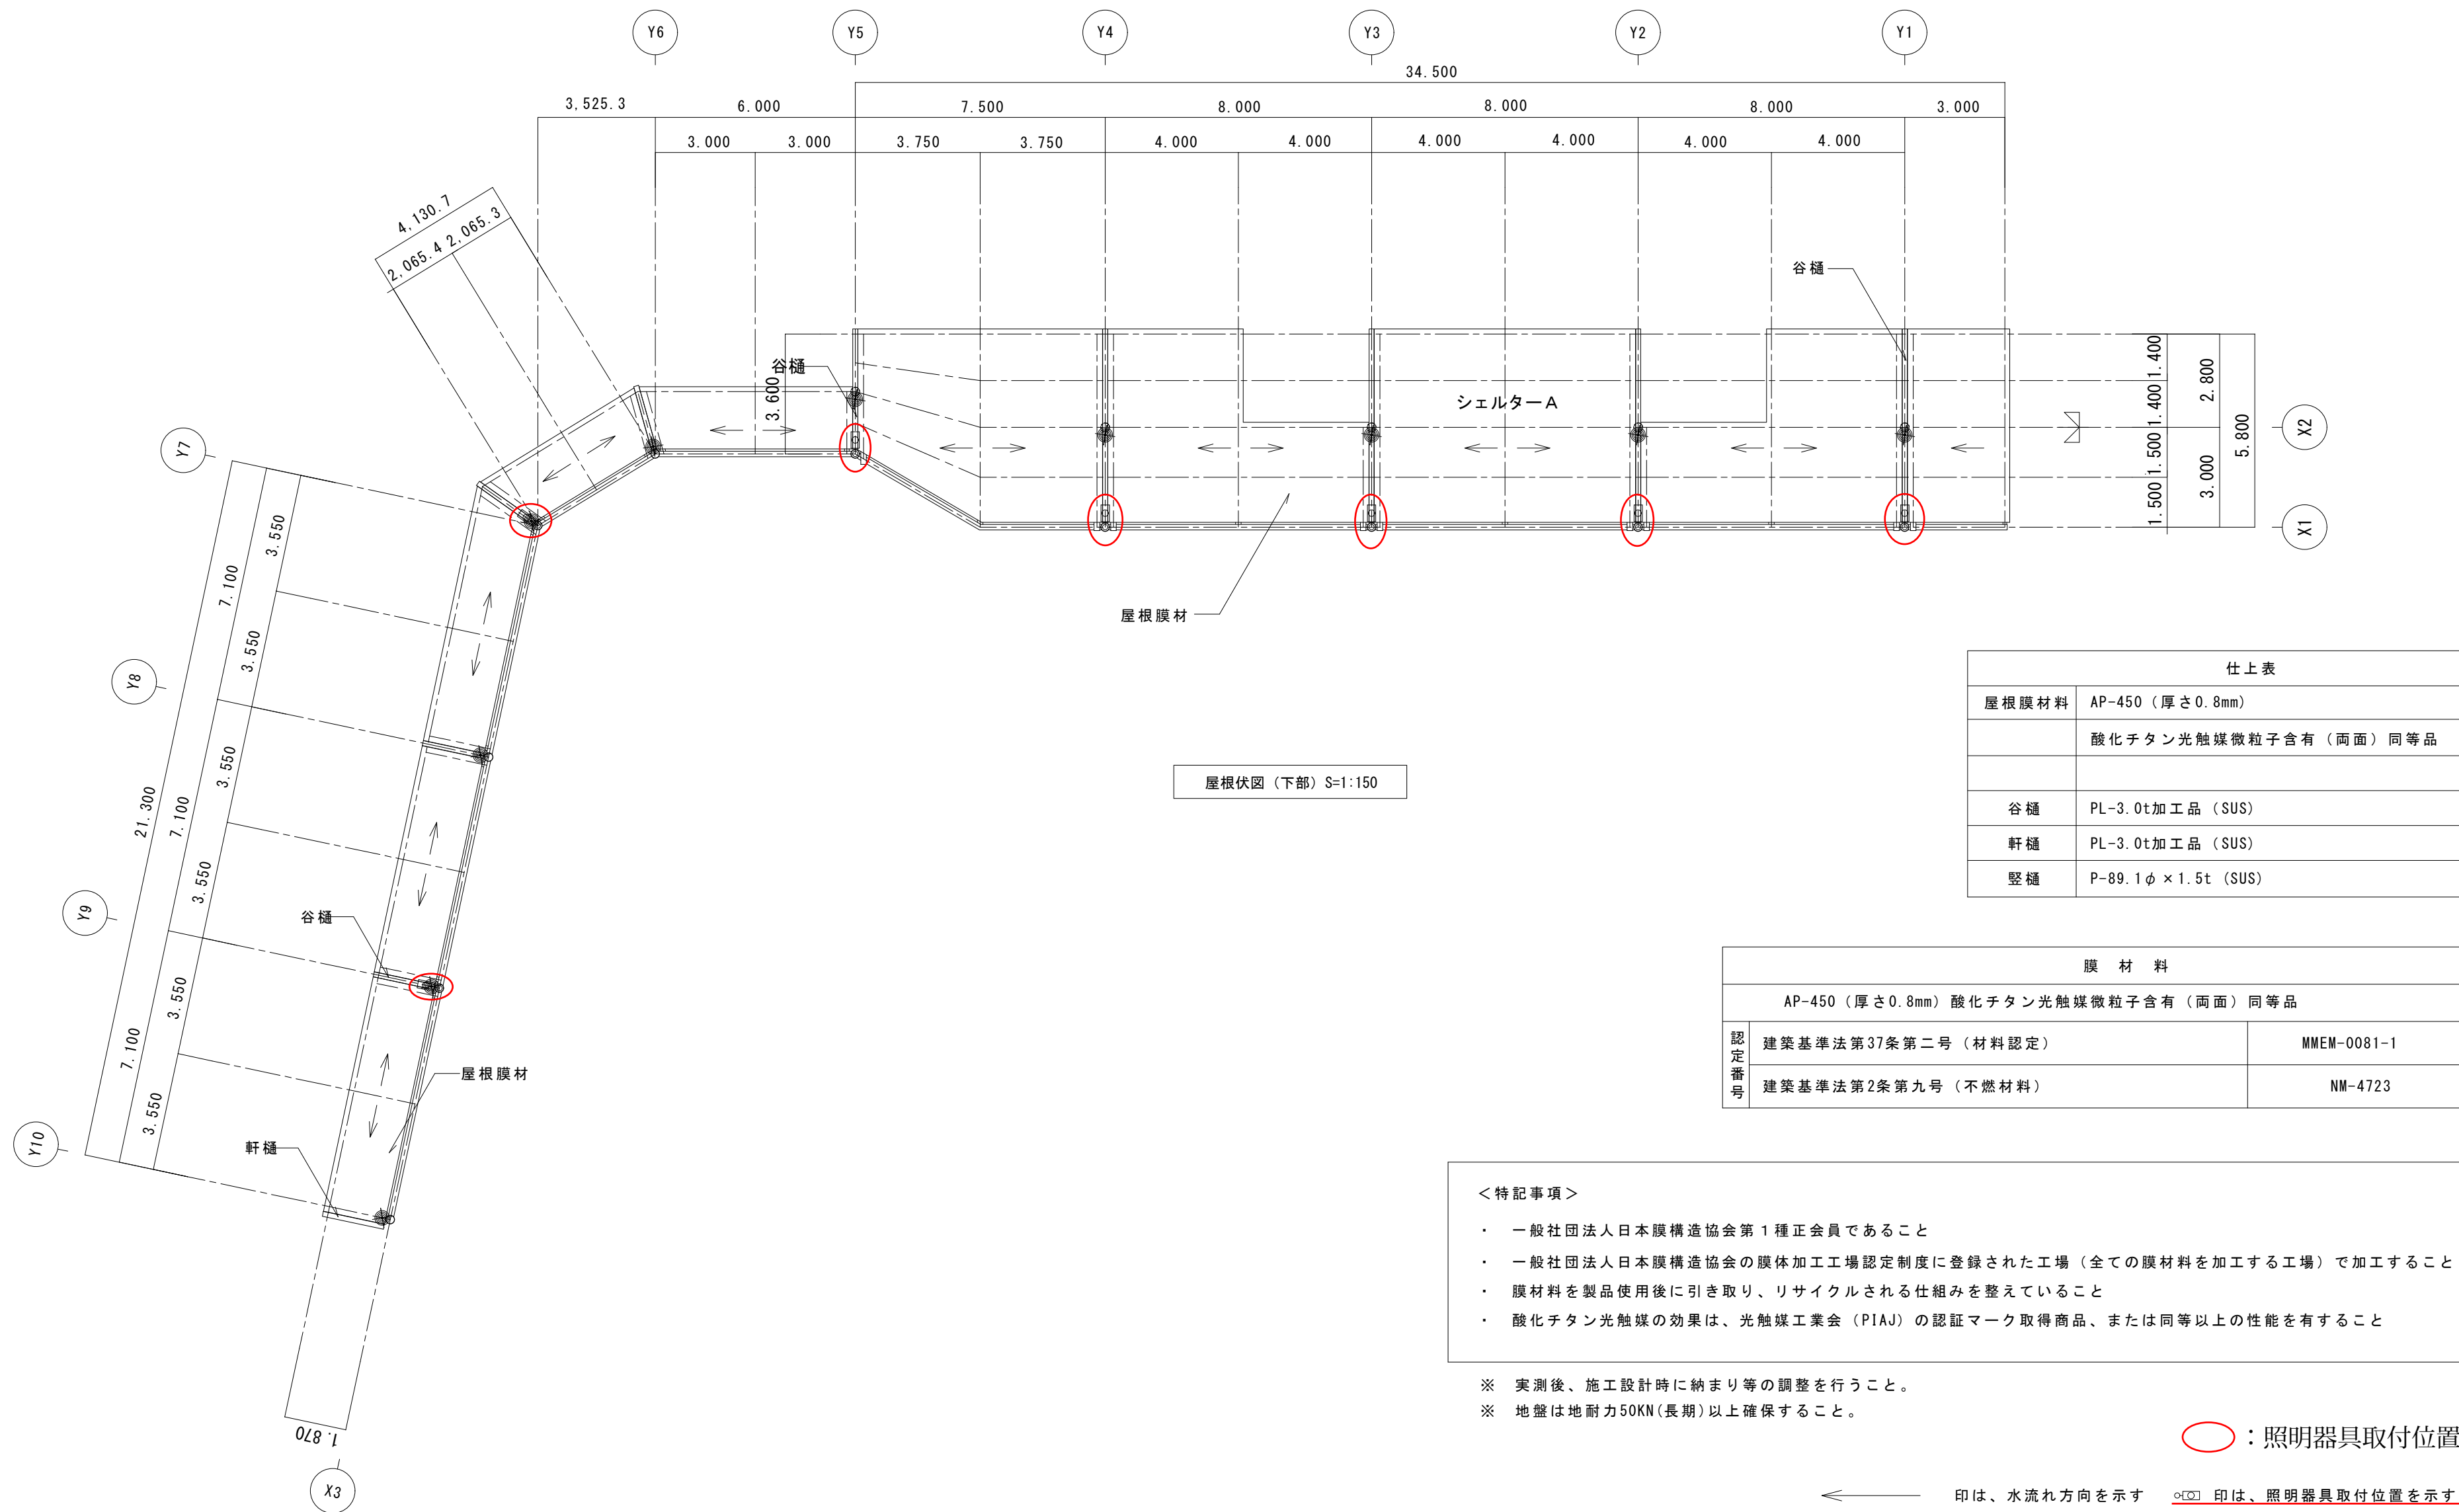 Y6
Y5
Y4
Y3
Y2
Y1
34.500
3,525.3
6.000
7.500
8.000
8.000
8.000
3.000
3.000
3.000
3.750
3.750
4.000
4.000
4.000
4.000
4.000
4.000
4,130.7
2,065.4
2,065.3
谷樋
谷樋
3.600
シェルターA
1.400
1.400
1.500
1.500
2.800
3.000
5.800
X2
X1
屋根膜材
Y7
Y8
Y9
Y10
3.550
3.550
3.550
3.550
3.550
3.550
7.100
7.100
7.100
21.300
谷樋
屋根膜材
軒樋
1.870
X3
屋根伏図(下部)S=1:150
仕上表
屋根膜材料 AP-450(厚さ0.8mm)
酸化チタン光触媒微粒子含有(両面)同等品
谷樋 PL-3.0t加工品(SUS)
軒樋 PL-3.0t加工品(SUS)
竪樋 P-89.1φ×1.5t(SUS)
膜 材 料
AP-450(厚さ0.8mm)酸化チタン光触媒微粒子含有(両面)同等品
認定番号
建築基準法第37条第二号(材料認定) MMEM-0081-1
建築基準法第2条第九号(不燃材料) NM-4723
<特記事項>
・ 一般社団法人日本膜構造協会第1種正会員であること
・ 一般社団法人日本膜構造協会の膜体加工工場認定制度に登録された工場(全ての膜材料を加工する工場)で加工すること
・ 膜材料を製品使用後に引き取り、リサイクルされる仕組みを整えていること
・ 酸化チタン光触媒の効果は、光触媒工業会(PIAJ)の認証マーク取得商品、または同等以上の性能を有すること
※ 実測後、施工設計時に納まり等の調整を行うこと。
※ 地盤は地耐力50KN(長期)以上確保すること。
:照明器具取付位置
印は、水流れ方向を示す
印は、照明器具取付位置を示す